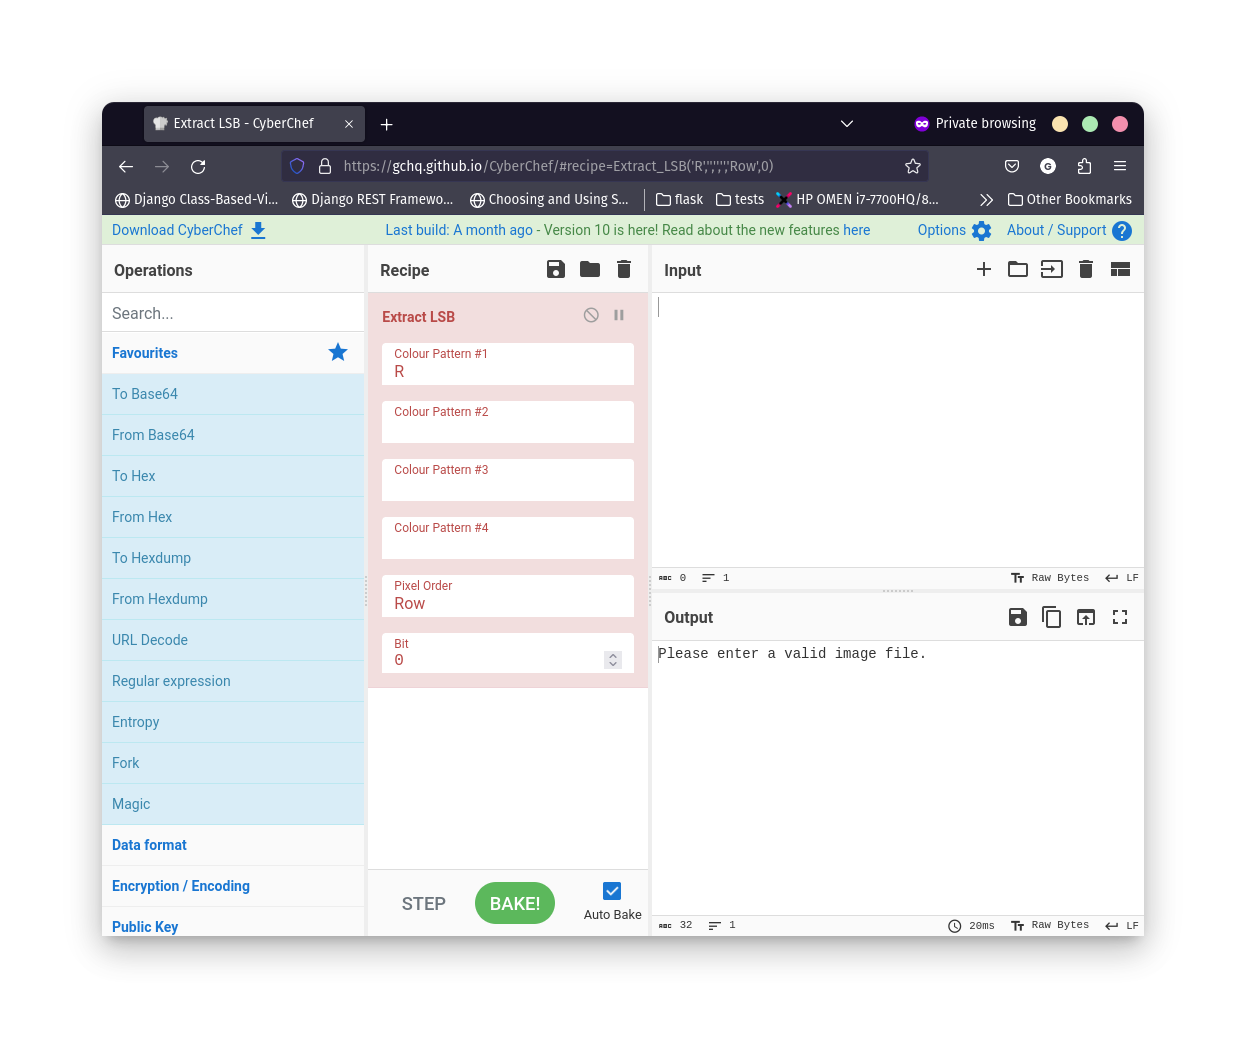 Extract LSB - CyberChef
Private browsing
https://gchq.github.io/CyberChef/#recipe=Extract_LSB('R','','','','Row',0)
Django Class-Based-Vi...
Django REST Framewo...
Choosing and Using S...
flask
tests
HP OMEN i7-7700HQ/8...
Other Bookmarks
Download CyberChef
Last build: A month ago - Version 10 is here! Read about the new features here
Options
About / Support
Operations
Search...
Favourites
To Base64
From Base64
To Hex
From Hex
To Hexdump
From Hexdump
URL Decode
Regular expression
Entropy
Fork
Magic
Data format
Encryption / Encoding
Public Key
Recipe
Extract LSB
Colour Pattern #1
R
Colour Pattern #2
Colour Pattern #3
Colour Pattern #4
Pixel Order
Row
Bit
0
STEP
BAKE!
Auto Bake
Input
ABC 0
1
Raw Bytes
LF
Output
Please enter a valid image file.
ABC 32
1
20ms
Raw Bytes
LF